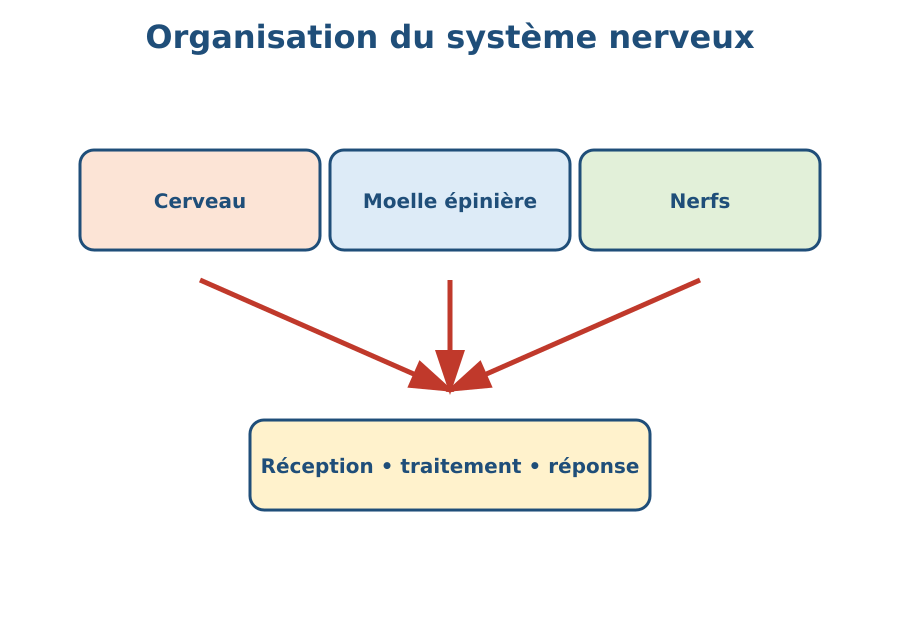 Organisation du système nerveux
Cerveau
Moelle épinière
Nerfs
Réception • traitement • réponse